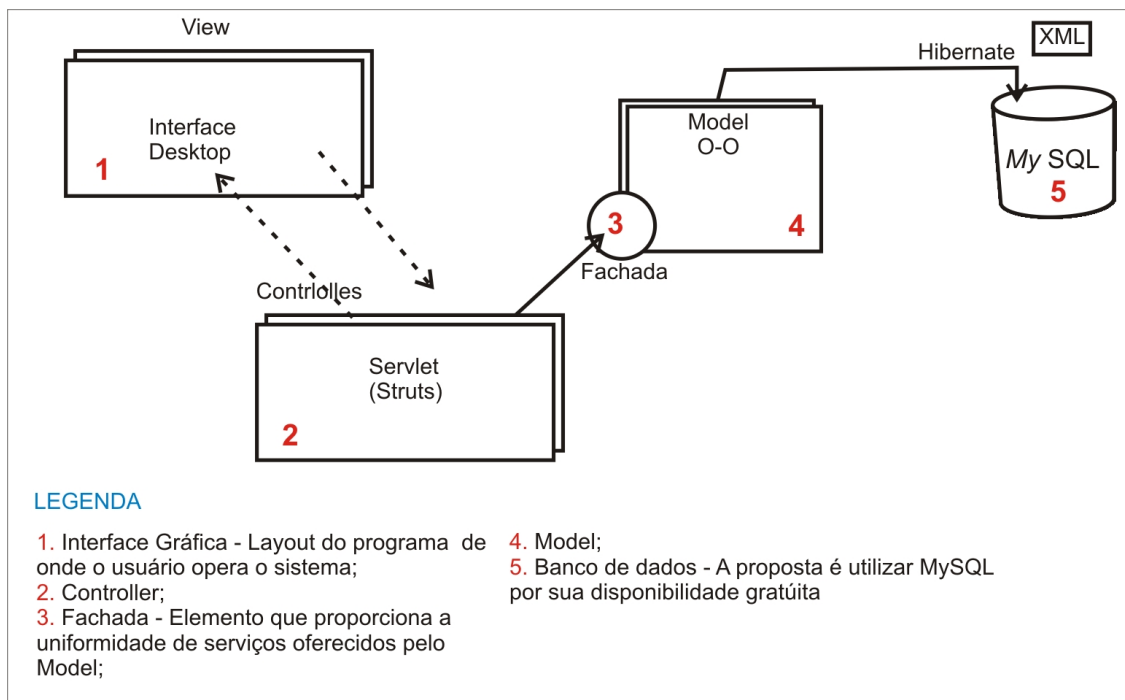 View
XML
Hibernate
Interface
Desktop
1
Model
O-O
My SQL
5
3
4
Fachada
Contriolles
Servlet
(Struts)
2
LEGENDA
1. Interface Gráfica - Layout do programa de
onde o usuário opera o sistema;
2. Controller;
3. Fachada - Elemento que proporciona a
uniformidade de serviços oferecidos pelo
Model;
4. Model;
5. Banco de dados - A proposta é utilizar MySQL
por sua disponibilidade gratúita